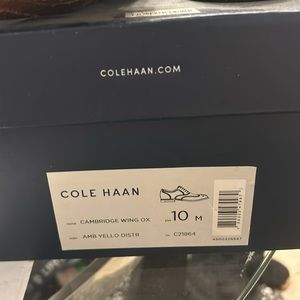 COLEHAAN.COM
COLE HAAN
CAMBRIDGE WING OX
10 M
AMB.YELLO DISTR
C21864